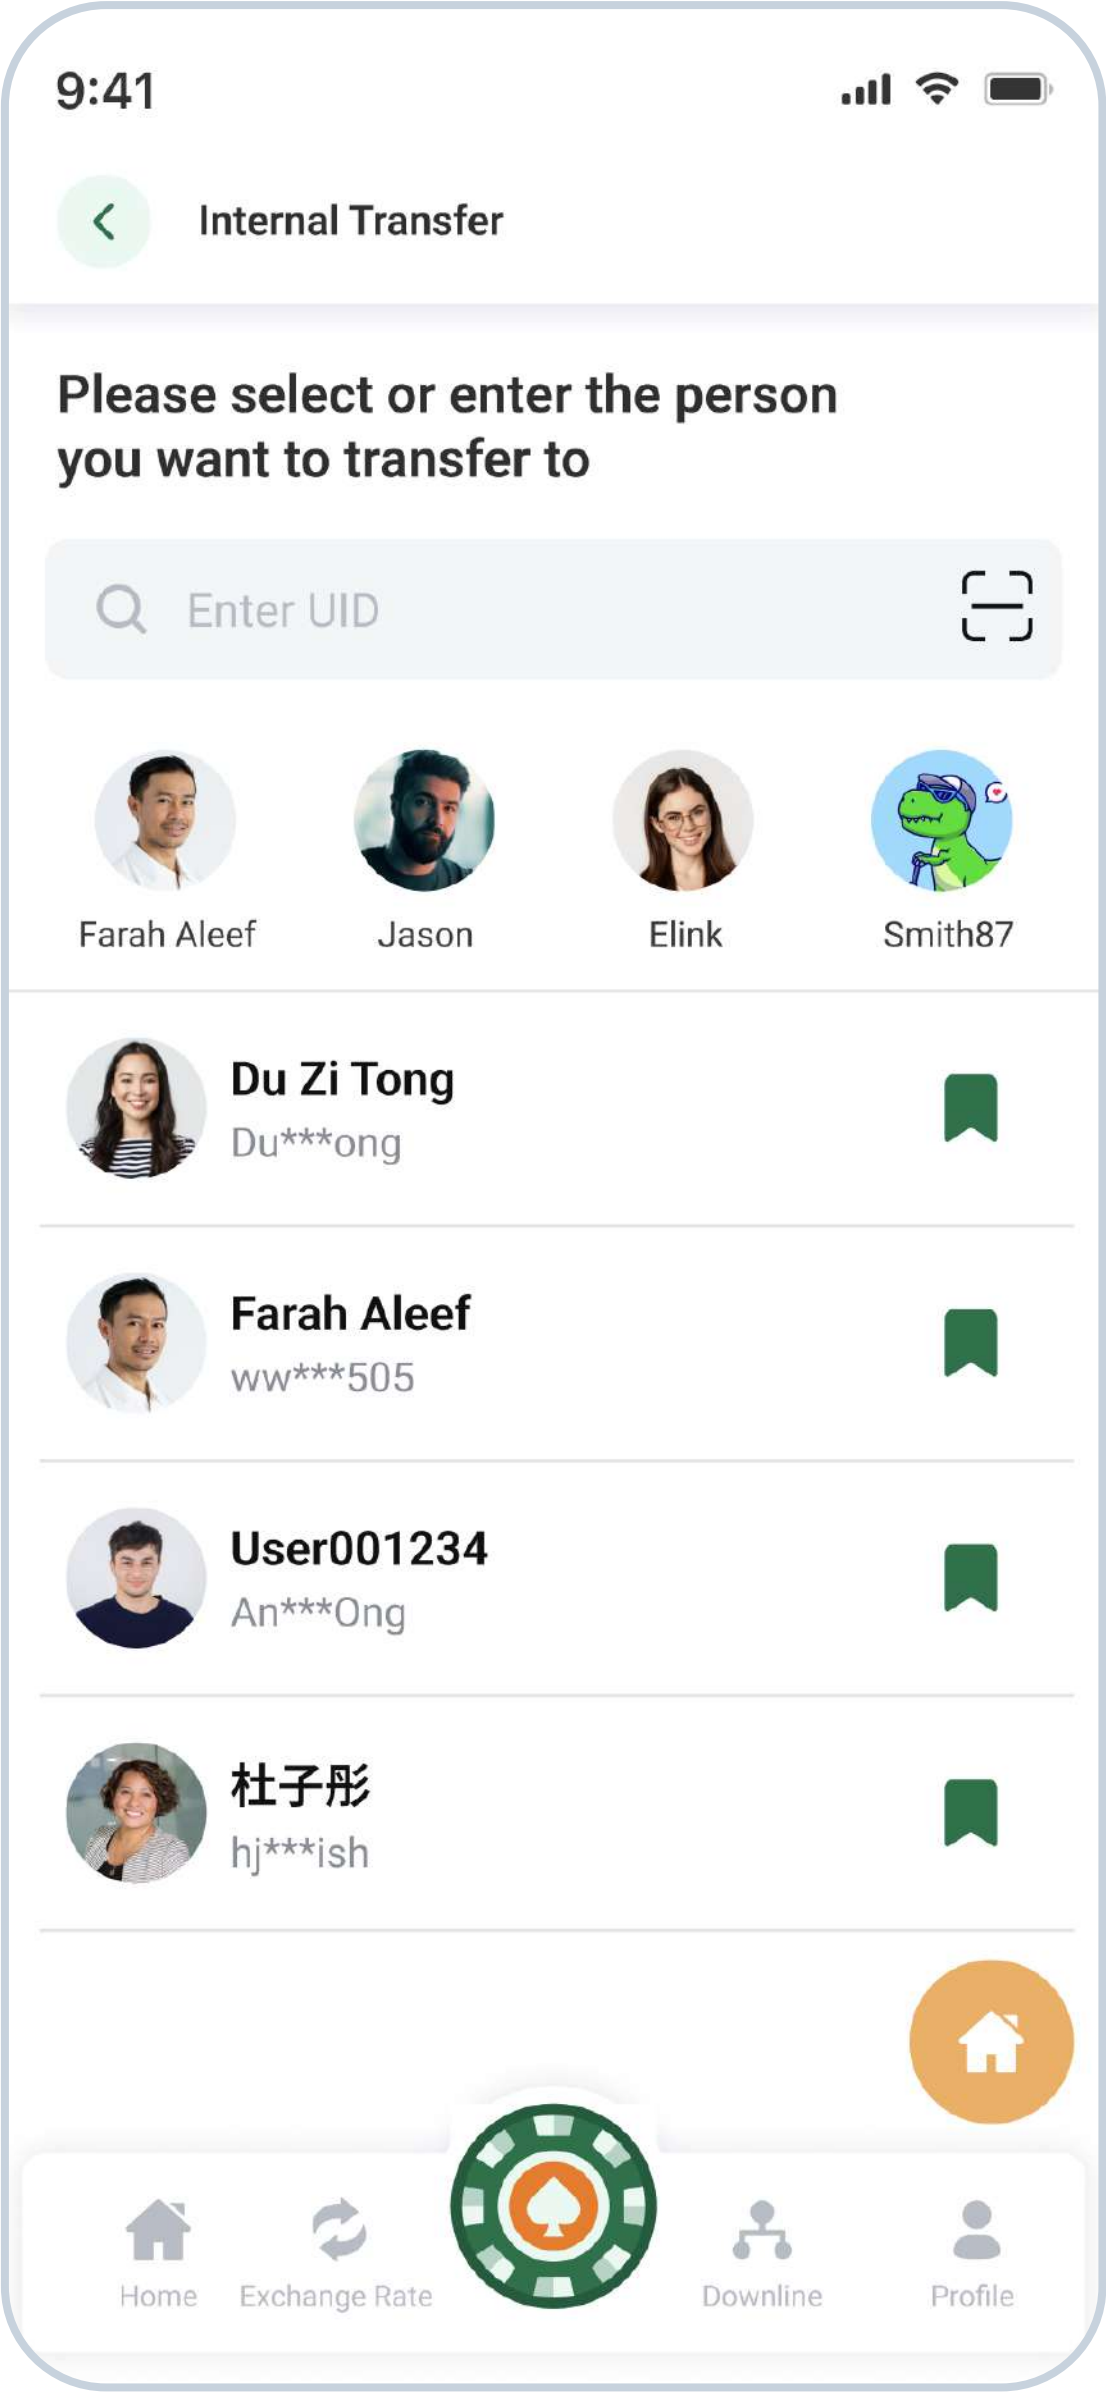 9:41
Internal Transfer
Please select or enter the person
you want to transfer to
Enter UID
Farah Aleef
Jason
Elink
Smith87
Du Zi Tong
Du***ong
Farah Aleef
ww***505
User001234
An***Ong
杜子彤
hj***ish
Home
Exchange Rate
Downline
Profile